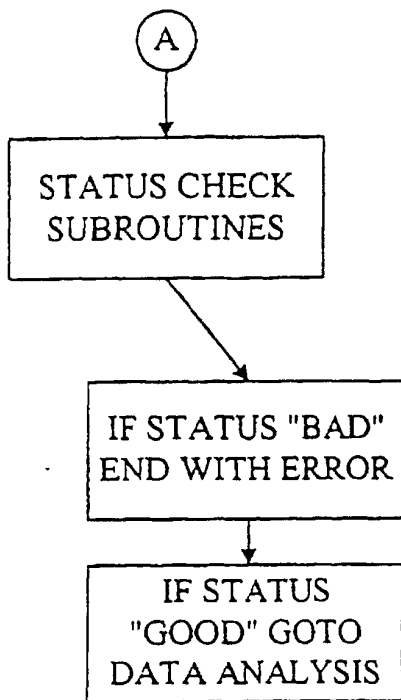 A
STATUS CHECK
SUBROUTINES
IF STATUS "BAD"
END WITH ERROR
IF STATUS
"GOOD" GOTO
DATA ANALYSIS